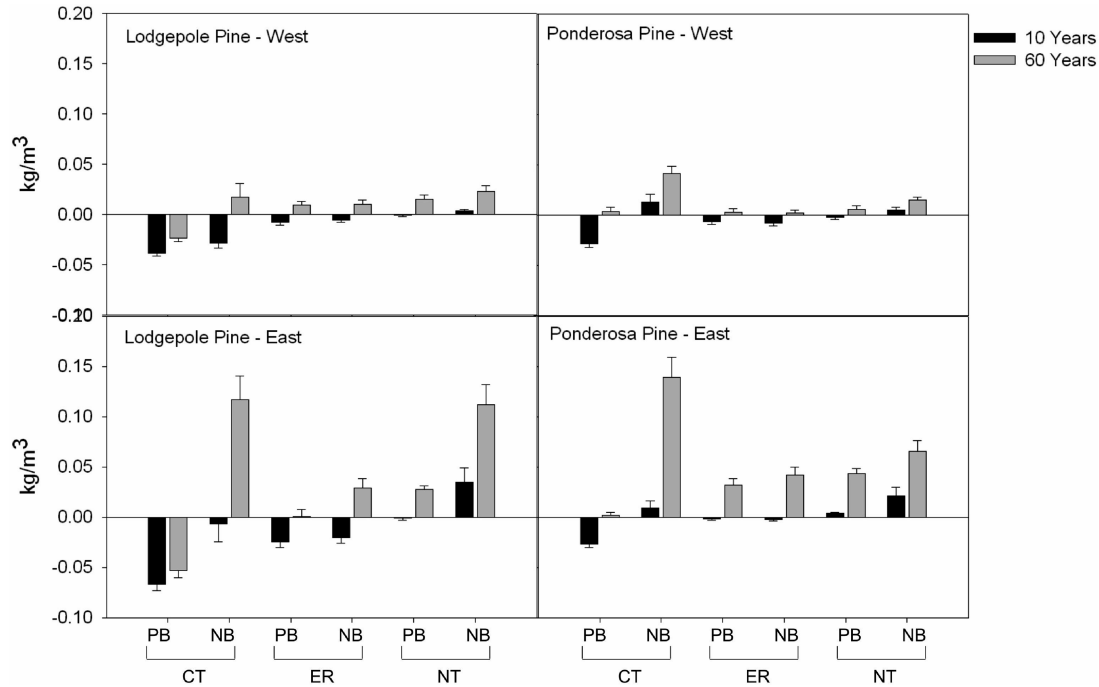 0.20
Lodgepole Pine - West
Ponderosa Pine - West
10 Years
60 Years
0.15
0.10
0.05
0.00
-0.05
kg/m3
-0.10
0.20
Lodgepole Pine - East
Ponderosa Pine - East
0.15
0.10
0.05
0.00
-0.05
-0.10
kg/m3
PB NB PB NB PB NB PB NB PB NB PB NB
CT ER NT CT ER NT